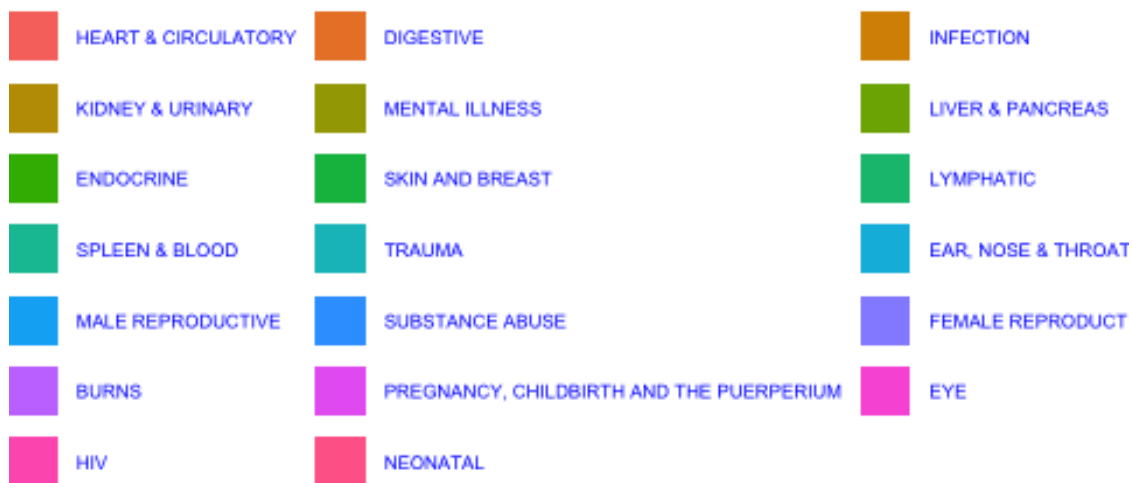 HEART & CIRCULATORY
DIGESTIVE
INFECTION
KIDNEY & URINARY
MENTAL ILLNESS
LIVER & PANCREAS
ENDOCRINE
SKIN AND BREAST
LYMPHATIC
SPLEEN & BLOOD
TRAUMA
EAR, NOSE & THROAT
MALE REPRODUCTIVE
SUBSTANCE ABUSE
FEMALE REPRODUCT
BURNS
PREGNANCY, CHILDBIRTH AND THE PUERPERIUM
EYE
HIV
NEONATAL